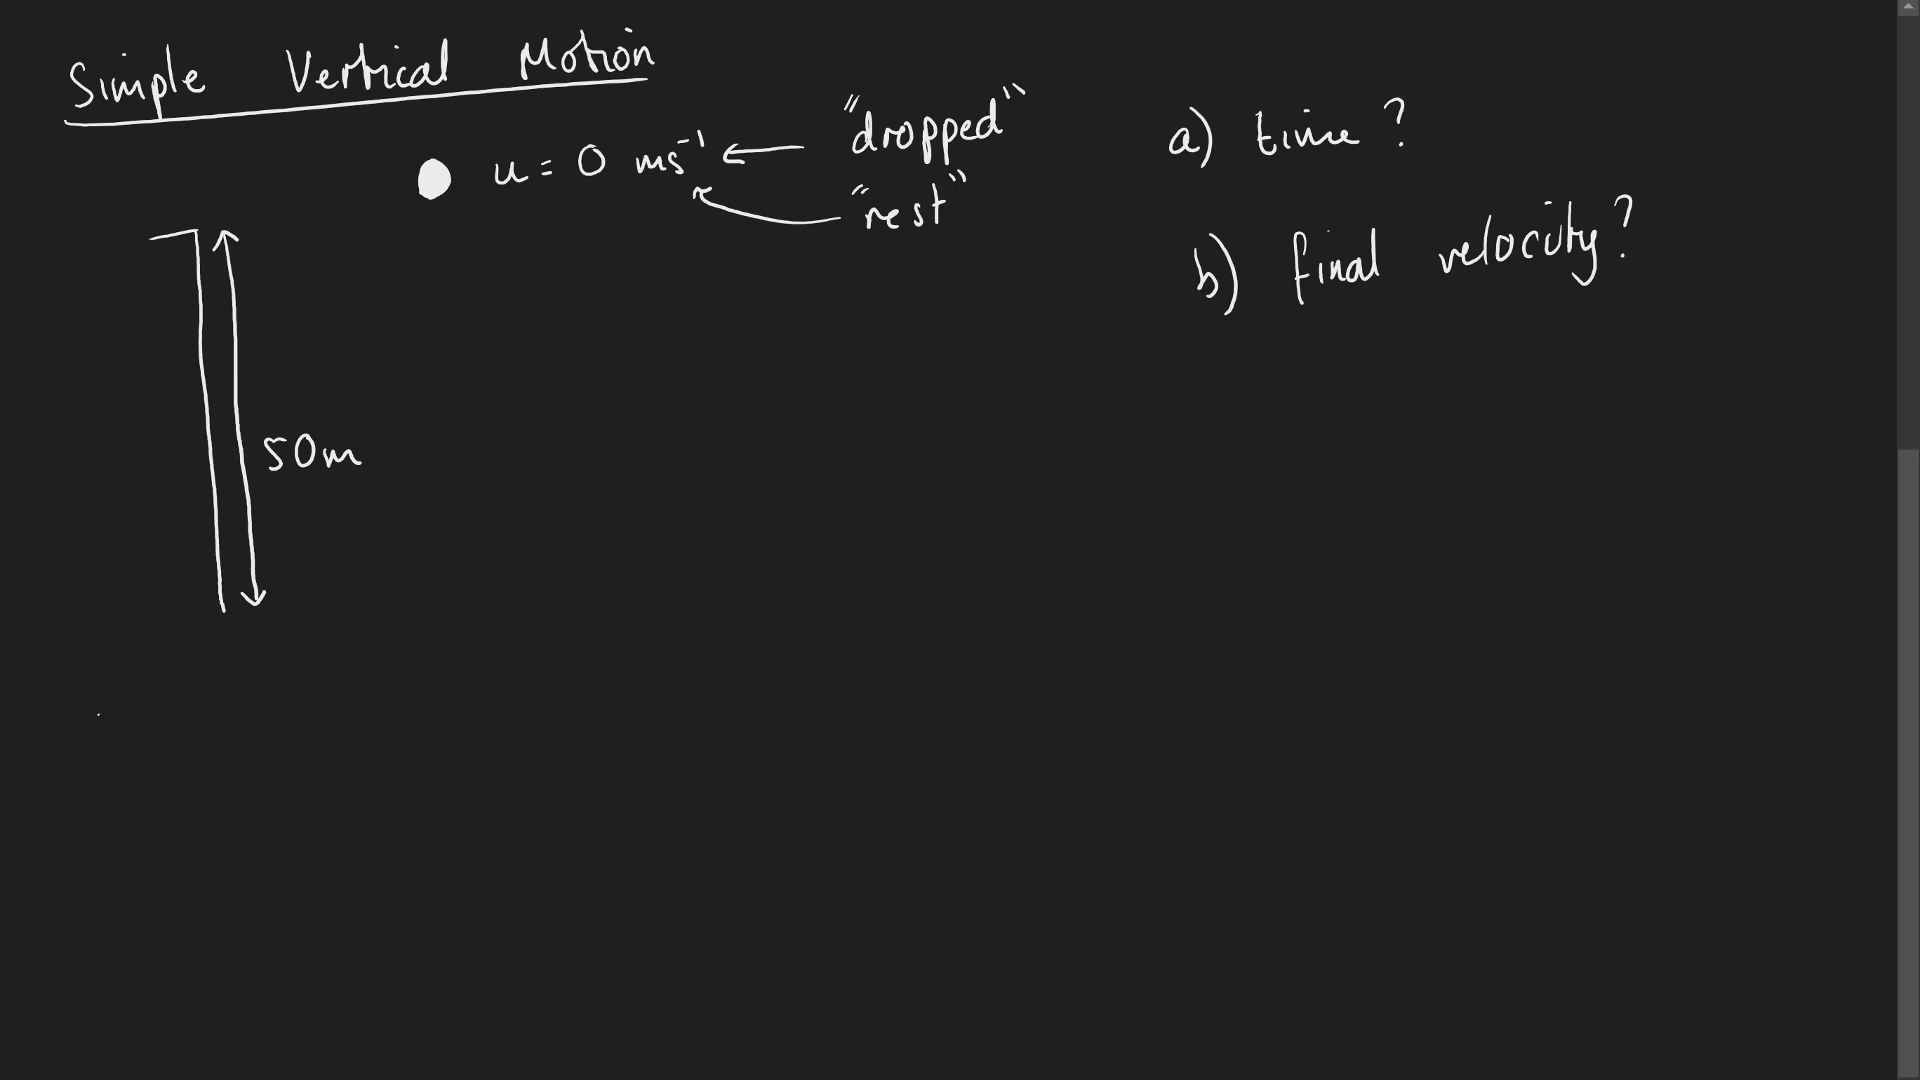 Simple Vertical Motion
u = 0 ms⁻¹ ← "dropped"
"rest"
50m
a) time?
b) final velocity?